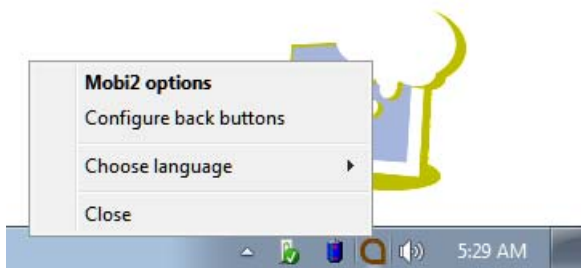 Mobi2 options
Configure back buttons
Choose language
Close
5:29 AM